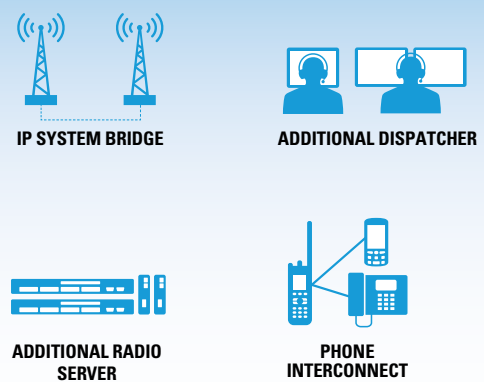 IP SYSTEM BRIDGE
ADDITIONAL DISPATCHER
ADDITIONAL RADIO
SERVER
PHONE
INTERCONNECT